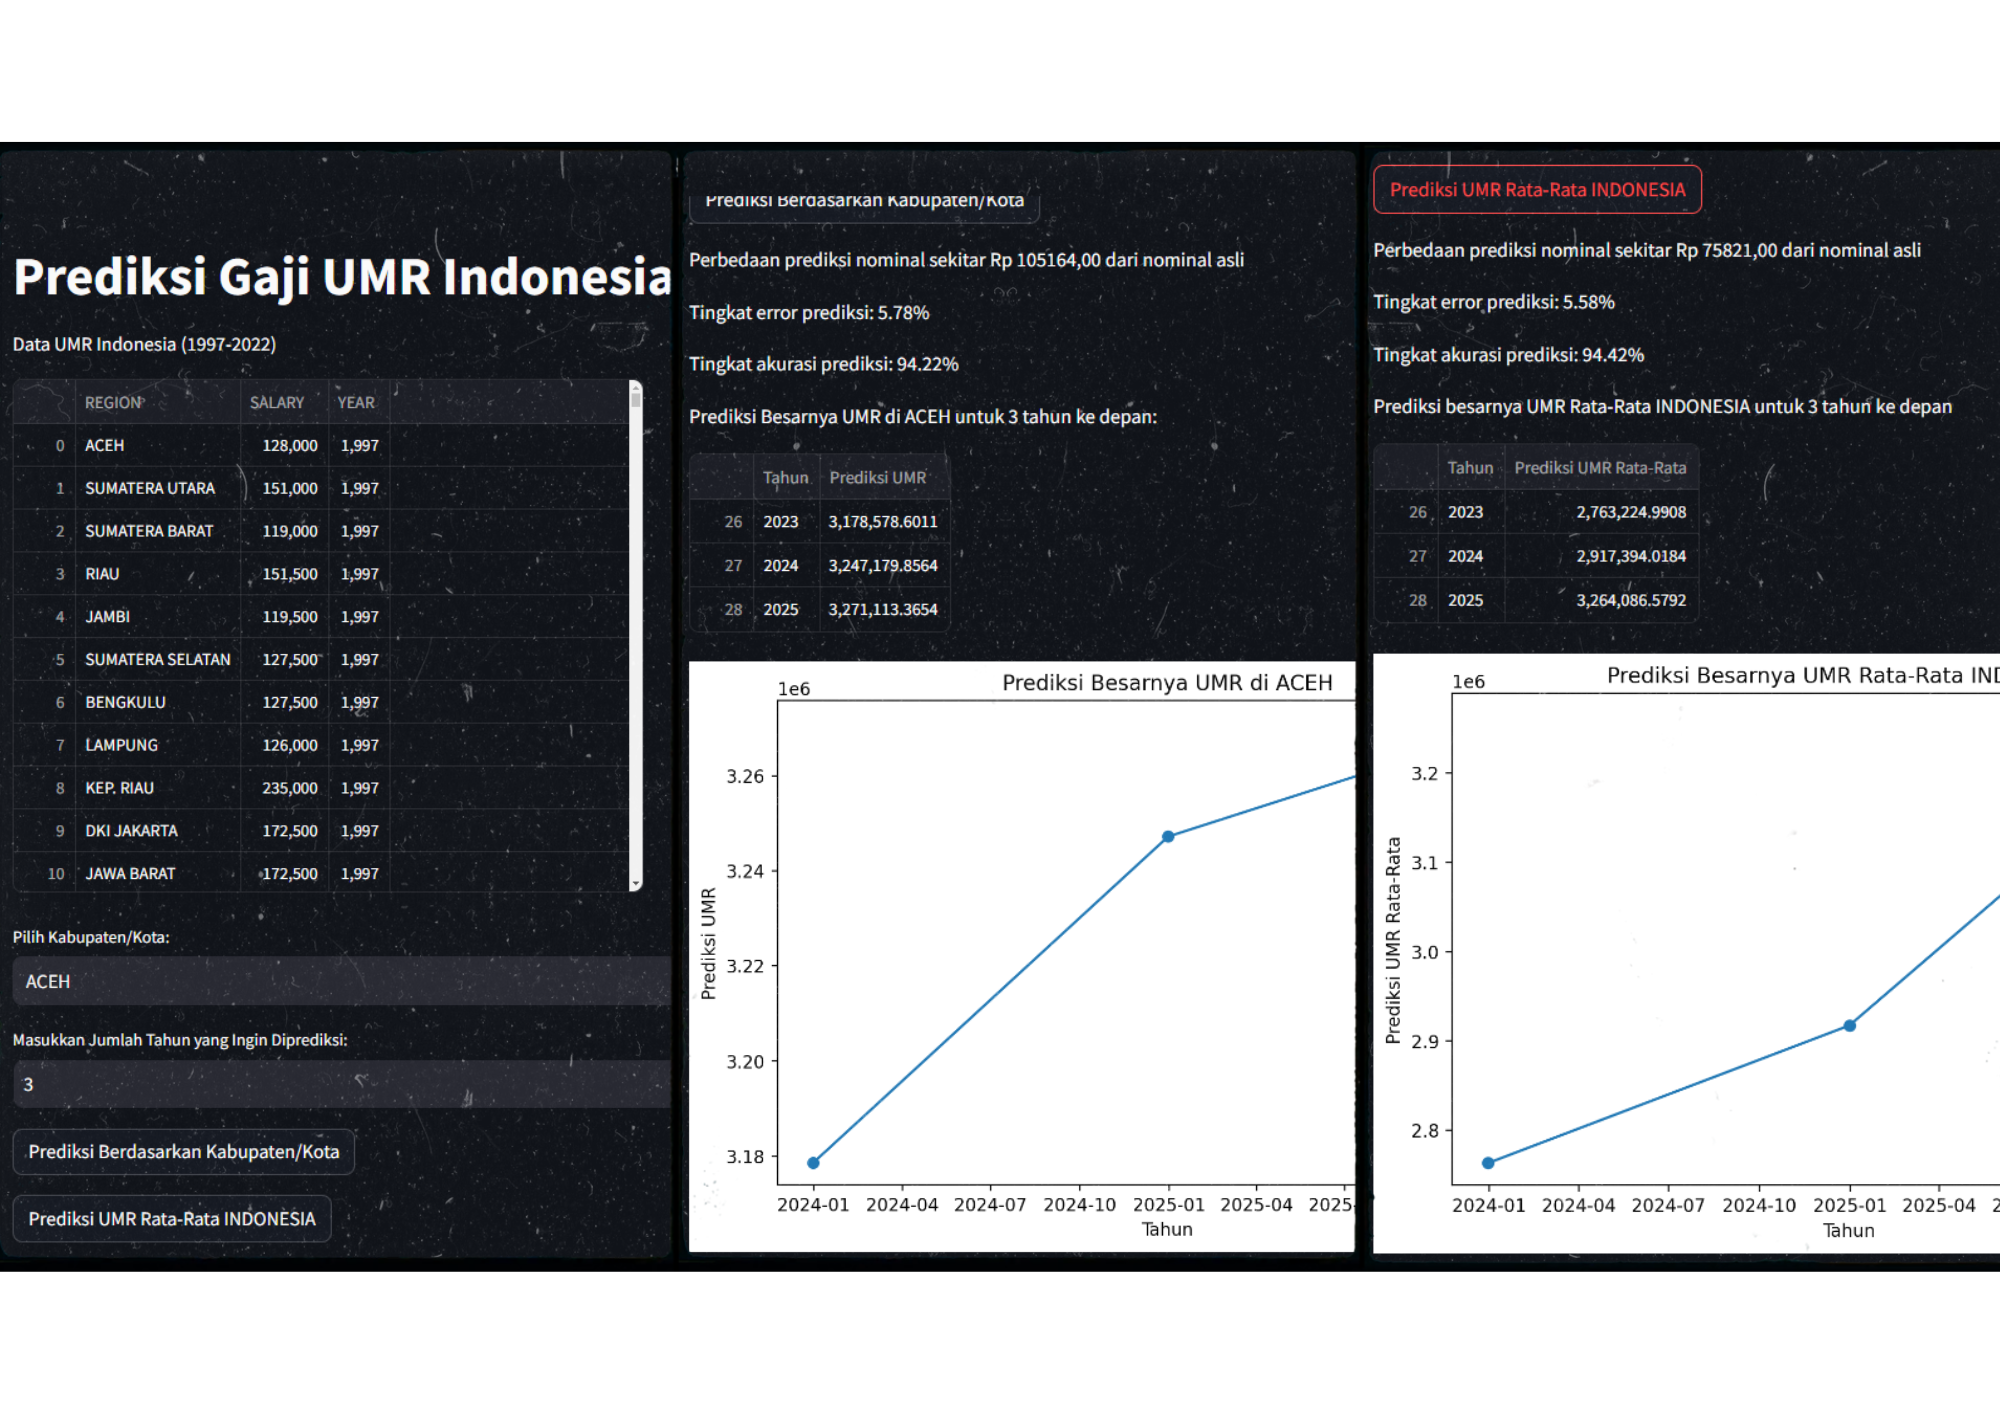 Prediksi Gaji UMR Indonesia
Data UMR Indonesia (1997-2022)
REGION SALARY YEAR
0 ACEH 128,000 1,997
1 SUMATERA UTARA 151,000 1,997
2 SUMATERA BARAT 119,000 1,997
3 RIAU 151,500 1,997
4 JAMBI 119,500 1,997
5 SUMATERA SELATAN 127,500 1,997
6 BENGKULU 127,500 1,997
7 LAMPUNG 126,000 1,997
8 KEP. RIAU 235,000 1,997
9 DKI JAKARTA 172,500 1,997
10 JAWA BARAT 172,500 1,997
Pilih Kabupaten/Kota:
ACEH
Masukkan Jumlah Tahun yang Ingin Diprediksi:
3
Prediksi Berdasarkan Kabupaten/Kota
Prediksi UMR Rata-Rata INDONESIA
Prediksi Berdasarkan Kabupaten/Kota
Perbedaan prediksi nominal sekitar Rp 105164,00 dari nominal asli
Tingkat error prediksi: 5.78%
Tingkat akurasi prediksi: 94.22%
Prediksi Besarnya UMR di ACEH untuk 3 tahun ke depan:
Tahun Prediksi UMR
26 2023 3,178,578.6011
27 2024 3,247,179.8564
28 2025 3,271,113.3654
Prediksi Besarnya UMR di ACEH
1e6
3.26
3.24
3.22
3.20
3.18
Prediksi UMR
2024-01 2024-04 2024-07 2024-10 2025-01 2025-04 2025-
Tahun
Prediksi UMR Rata-Rata INDONESIA
Perbedaan prediksi nominal sekitar Rp 75821,00 dari nominal asli
Tingkat error prediksi: 5.58%
Tingkat akurasi prediksi: 94.42%
Prediksi besarnya UMR Rata-Rata INDONESIA untuk 3 tahun ke depan
Tahun Prediksi UMR Rata-Rata
26 2023 2,763,224.9908
27 2024 2,917,394.0184
28 2025 3,264,086.5792
Prediksi Besarnya UMR Rata-Rata IND
1e6
3.2
3.1
3.0
2.9
2.8
Prediksi UMR Rata-Rata
2024-01 2024-04 2024-07 2024-10 2025-01 2025-04 2
Tahun